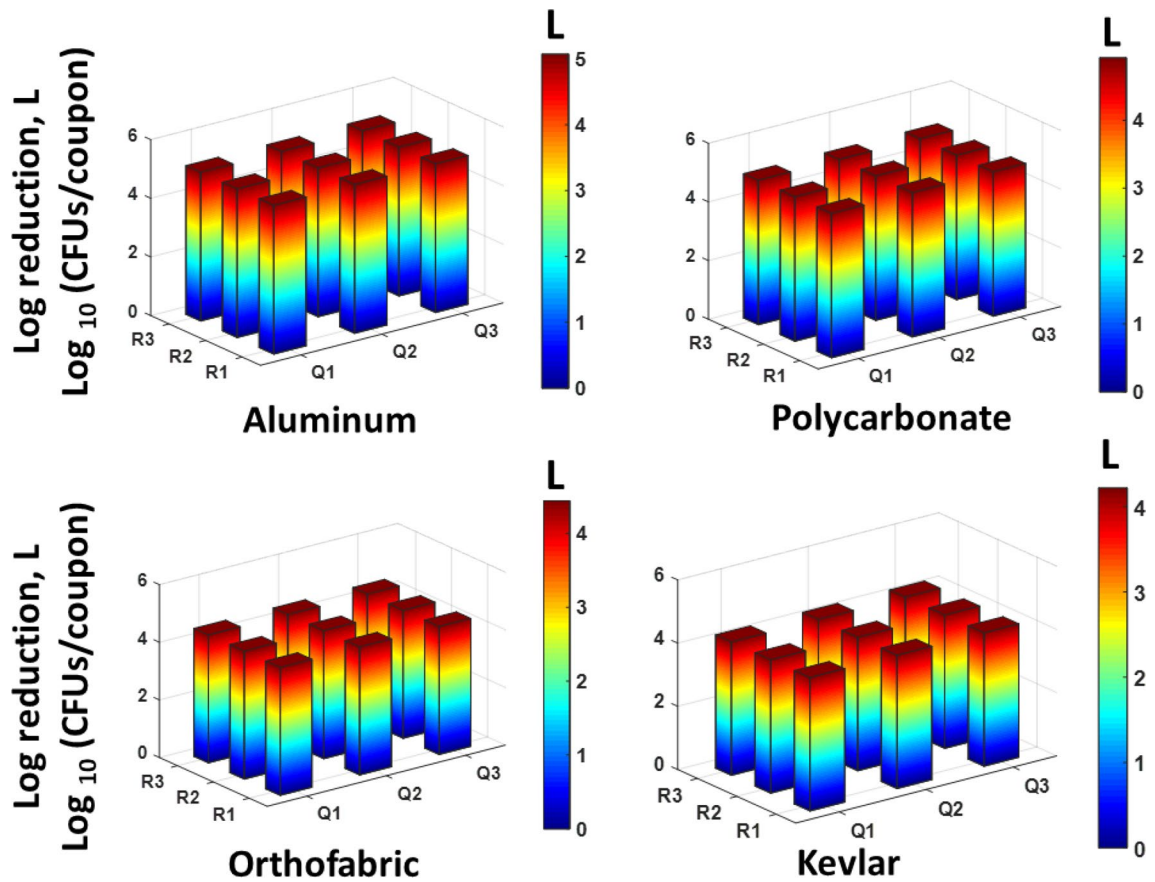 L
L
Log reduction, L
Log 10 (CFUs/coupon)
6
4
2
0
R3
R2
R1
Q1
Q2
Q3
5
4
3
2
1
0
Aluminum
6
4
2
0
R3
R2
R1
Q1
Q2
Q3
4
3
2
1
0
Polycarbonate
L
L
Log reduction, L
Log 10 (CFUs/coupon)
6
4
2
0
R3
R2
R1
Q1
Q2
Q3
4
3
2
1
0
Orthofabric
6
4
2
0
R3
R2
R1
Q1
Q2
Q3
4
3
2
1
0
Kevlar